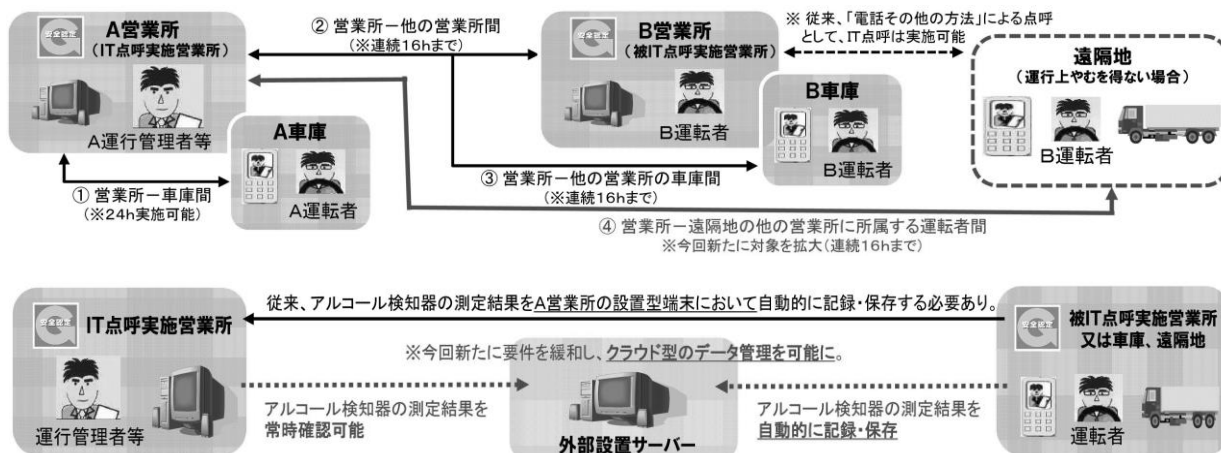 安全認定
A営業所
(IT点呼実施営業所)
A運行管理者等
② 営業所－他の営業所間
(※連続16hまで)
安全認定
B営業所
(被IT点呼実施営業所)
B運転者
※ 従来、「電話その他の方法」による点呼
として、IT点呼は実施可能
遠隔地
(運行上やむを得ない場合)
B運転者
B車庫
B運転者
A車庫
A運転者
① 営業所－車庫間
(※24h実施可能)
③ 営業所－他の営業所の車庫間
(※連続16hまで)
④ 営業所－遠隔地の他の営業所に所属する運転者間
※今回新たに対象を拡大(連続16hまで)
安全認定
IT点呼実施営業所
運行管理者等
従来、アルコール検知器の測定結果をA営業所の設置型端末において自動的に記録・保存する必要あり。
※今回新たに要件を緩和し、クラウド型のデータ管理を可能に。
アルコール検知器の測定結果を
常時確認可能
外部設置サーバー
アルコール検知器の測定結果を
自動的に記録・保存
安全認定
被IT点呼実施営業所
又は車庫、遠隔地
運転者